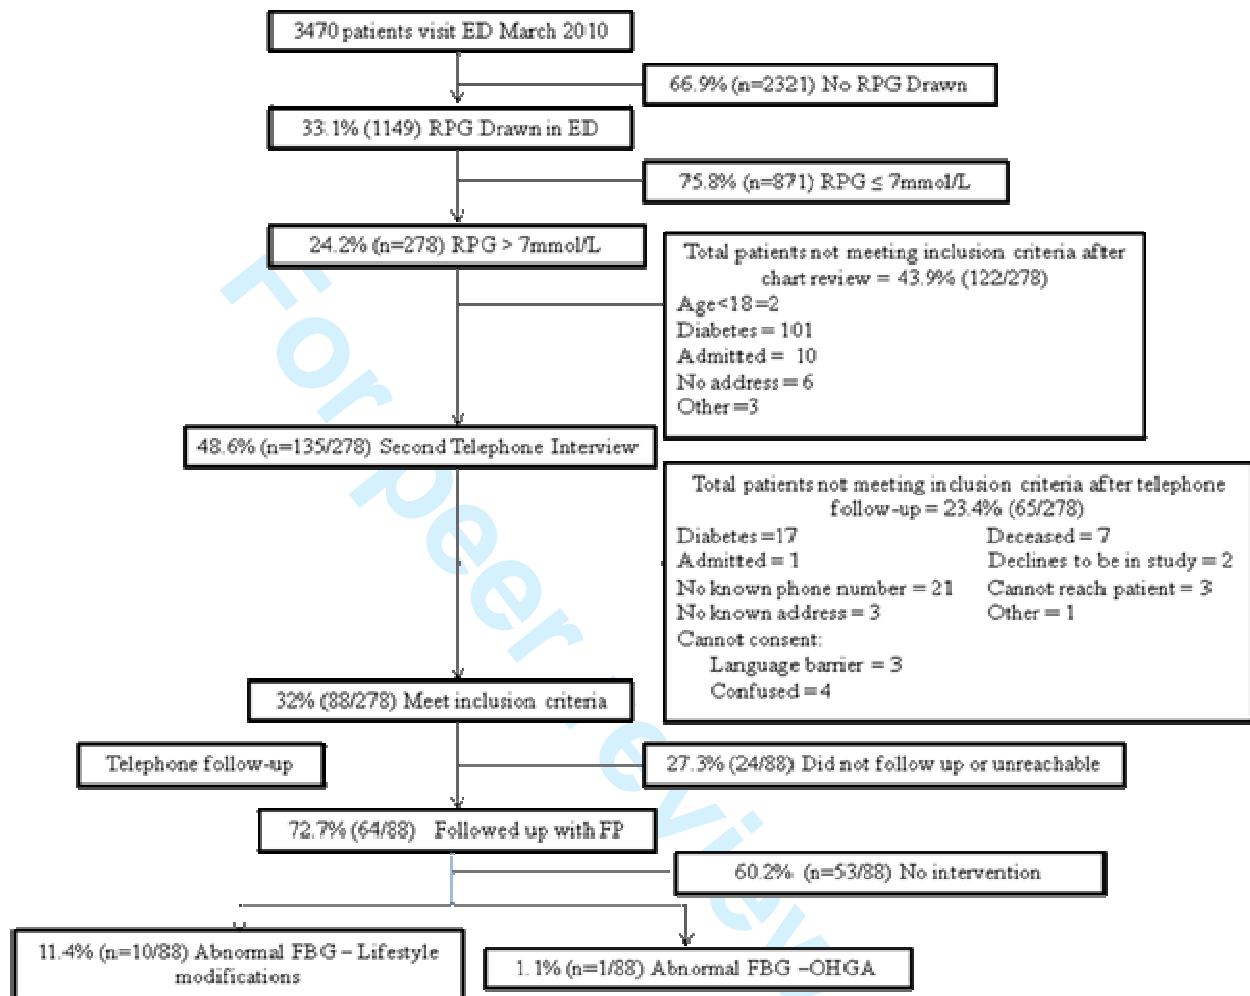 3470 patients visit ED March 2010
66.9% (n=2321) No RPG Drawn
33.1% (1149) RPG Drawn in ED
75.8% (n=871) RPG ≤ 7mmol/L
24.2% (n=278) RPG > 7mmol/L
Total patients not meeting inclusion criteria after
chart review = 43.9% (122/278)
Age<18=2
Diabetes = 101
Admitted = 10
No address = 6
Other =3
48.6% (n=135/278) Second Telephone Interview
Total patients not meeting inclusion criteria after telephone
follow-up = 23.4% (65/278)
Diabetes =17
Admitted = 1
No known phone number = 21
No known address = 3
Cannot consent:
Language barrier = 3
Confused = 4
Deceased = 7
Declines to be in study = 2
Cannot reach patient = 3
Other = 1
32% (88/278) Meet inclusion criteria
Telephone follow-up
27.3% (24/88) Did not follow up or unreachable
72.7% (64/88) Followed up with FP
60.2% (n=53/88) No intervention
11.4% (n=10/88) Abnormal FBG – Lifestyle
modifications
1.1% (n=1/88) Abnormal FBG –OHGA
For peer review